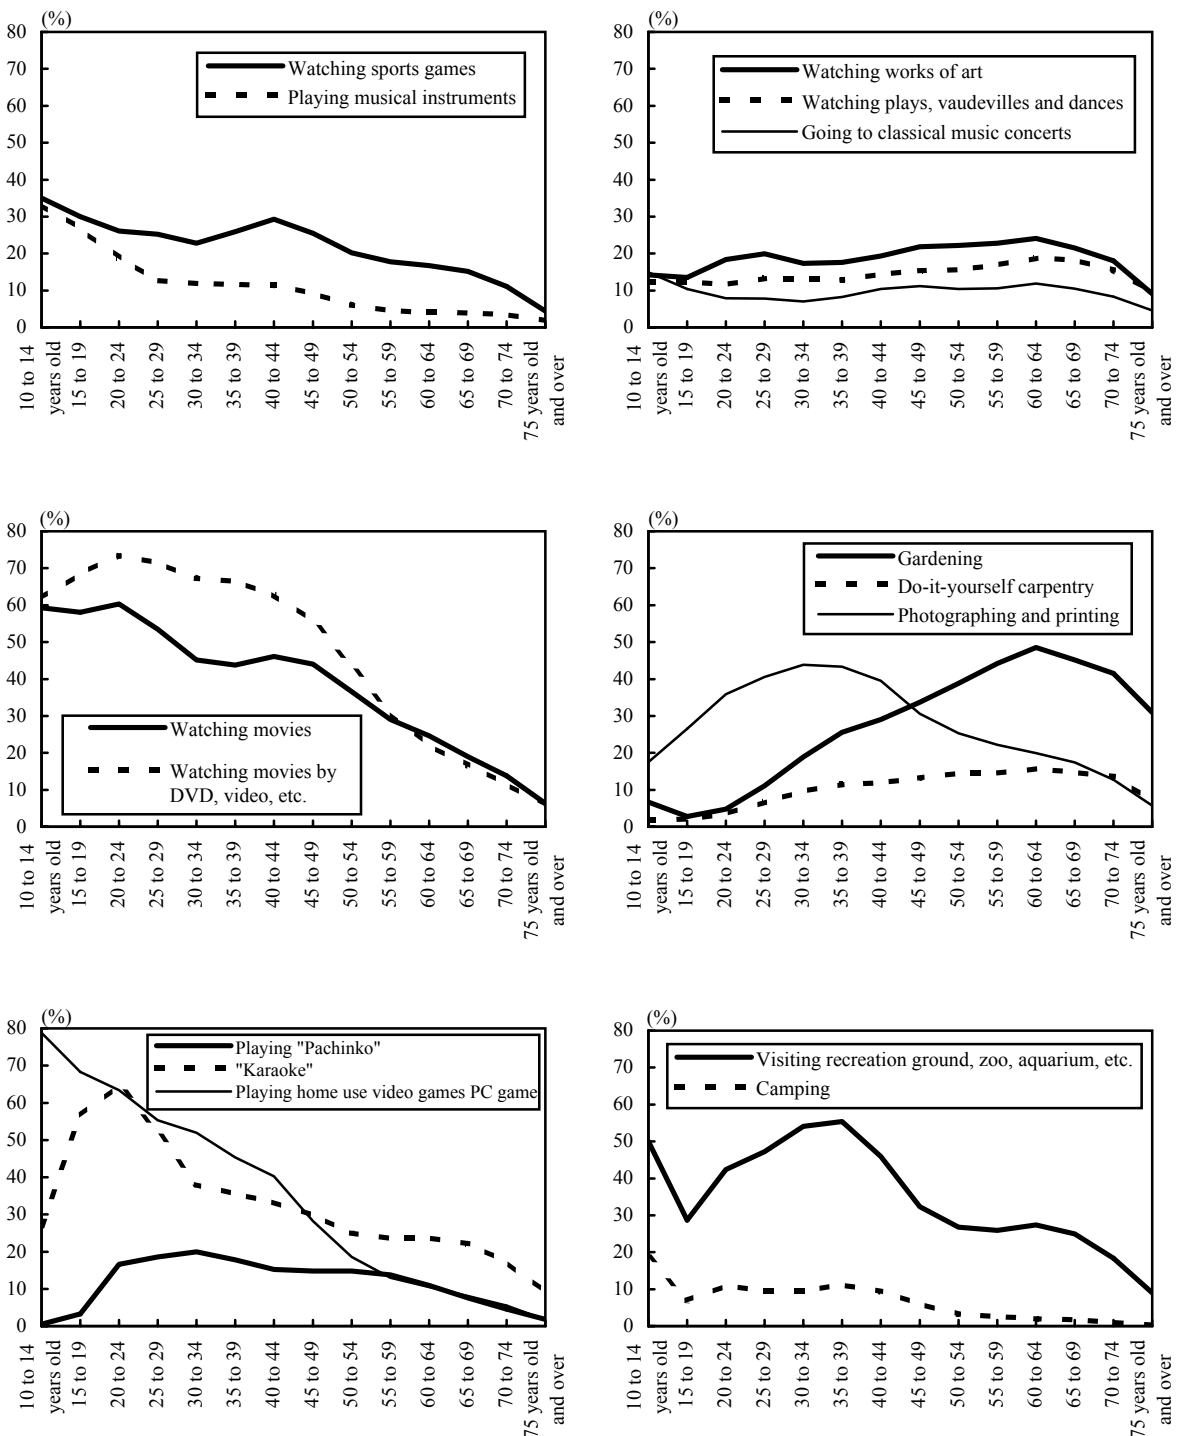 (%)
80
70
60
50
40
30
20
10
0
Watching sports games
Playing musical instruments
10 to 14
years old
15 to 19
20 to 24
25 to 29
30 to 34
35 to 39
40 to 44
45 to 49
50 to 54
55 to 59
60 to 64
65 to 69
70 to 74
75 years old
and over
(%)
80
70
60
50
40
30
20
10
0
Watching works of art
Watching plays, vaudevilles and dances
Going to classical music concerts
10 to 14
years old
15 to 19
20 to 24
25 to 29
30 to 34
35 to 39
40 to 44
45 to 49
50 to 54
55 to 59
60 to 64
65 to 69
70 to 74
75 years old
and over
(%)
80
70
60
50
40
30
20
10
0
Watching movies
Watching movies by
DVD, video, etc.
10 to 14
years old
15 to 19
20 to 24
25 to 29
30 to 34
35 to 39
40 to 44
45 to 49
50 to 54
55 to 59
60 to 64
65 to 69
70 to 74
75 years old
and over
(%)
80
70
60
50
40
30
20
10
0
Gardening
Do-it-yourself carpentry
Photographing and printing
10 to 14
years old
15 to 19
20 to 24
25 to 29
30 to 34
35 to 39
40 to 44
45 to 49
50 to 54
55 to 59
60 to 64
65 to 69
70 to 74
75 years old
and over
(%)
80
70
60
50
40
30
20
10
0
Playing "Pachinko"
"Karaoke"
Playing home use video games PC game
10 to 14
years old
15 to 19
20 to 24
25 to 29
30 to 34
35 to 39
40 to 44
45 to 49
50 to 54
55 to 59
60 to 64
65 to 69
70 to 74
75 years old
and over
(%)
80
70
60
50
40
30
20
10
0
Visiting recreation ground, zoo, aquarium, etc.
Camping
10 to 14
years old
15 to 19
20 to 24
25 to 29
30 to 34
35 to 39
40 to 44
45 to 49
50 to 54
55 to 59
60 to 64
65 to 69
70 to 74
75 years old
and over